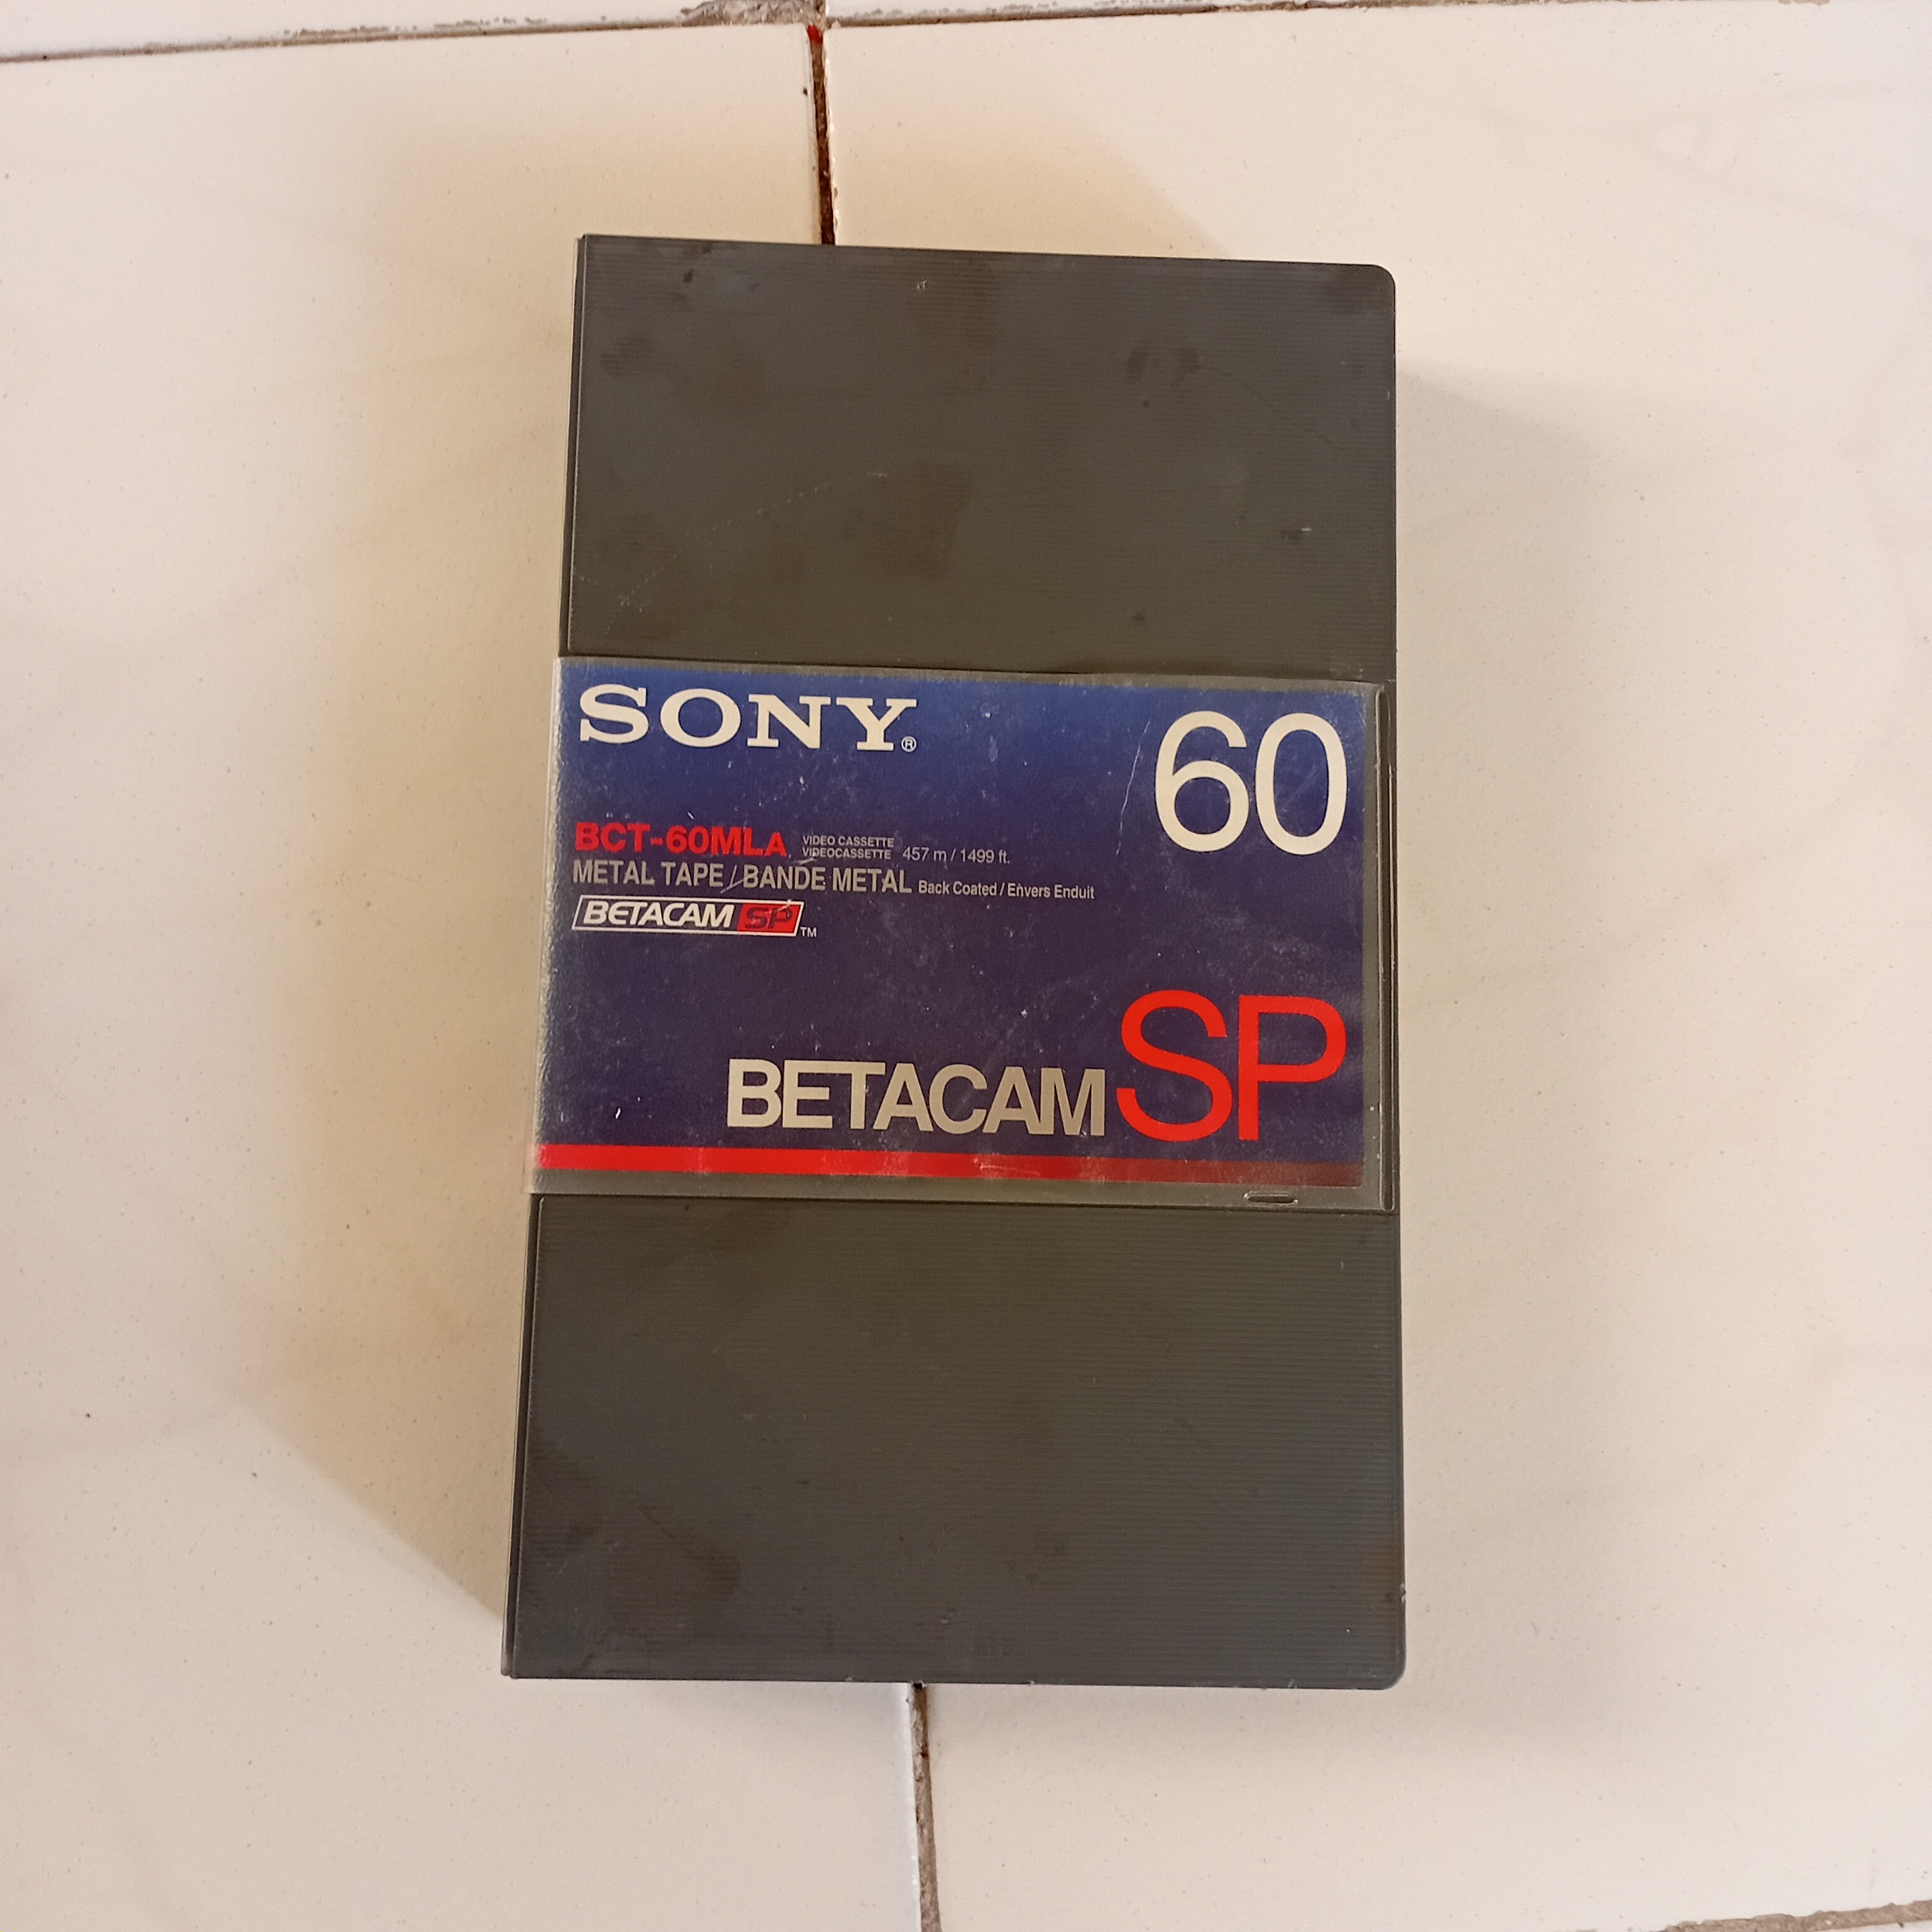 SONY®
60
BCT-60MLA VIDEO CASSETTE
VIDEOCASSETTE 457 m / 1499 ft.
METAL TAPE / BANDE METAL Back Coated / Envers Enduit
BETACAM SP™
BETACAM SP